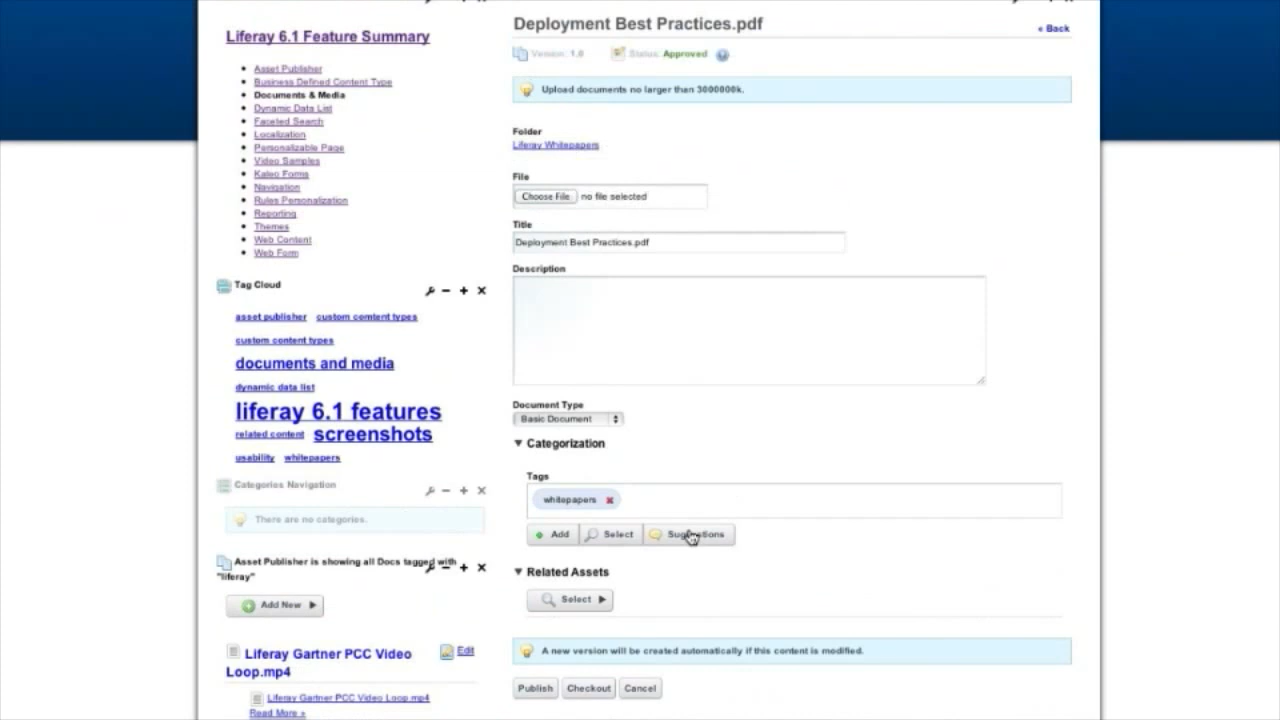 Liferay 6.1 Feature Summary
Asset Publisher
Business Defined Content Type
Documents & Media
Dynamic Data List
Faceted Search
Localization
Personalizable Page
Video Samples
Kaleo Forms
Navigation
Rules Personalization
Reporting
Themes
Web Content
Web Form
Tag Cloud
asset publisher custom comtent types
custom content types
documents and media
dynamic data list
liferay 6.1 features
related content screenshots
usability whitepapers
Categories Navigation
There are no categories.
Asset Publisher is showing all Docs tagged with
"liferay"
Add New
Liferay Gartner PCC Video
Loop.mp4
Edit
Liferay Gartner PCC Video Loop.mp4
Read More »
Deployment Best Practices.pdf
« Back
Version: 1.0 Status: Approved
Upload documents no larger than 3000000k.
Folder
Liferay Whitepapers
File
Choose File no file selected
Title
Deployment Best Practices.pdf
Description
Document Type
Basic Document
Categorization
Tags
whitepapers
Add Select Suggestions
Related Assets
Select
A new version will be created automatically if this content is modified.
Publish Checkout Cancel